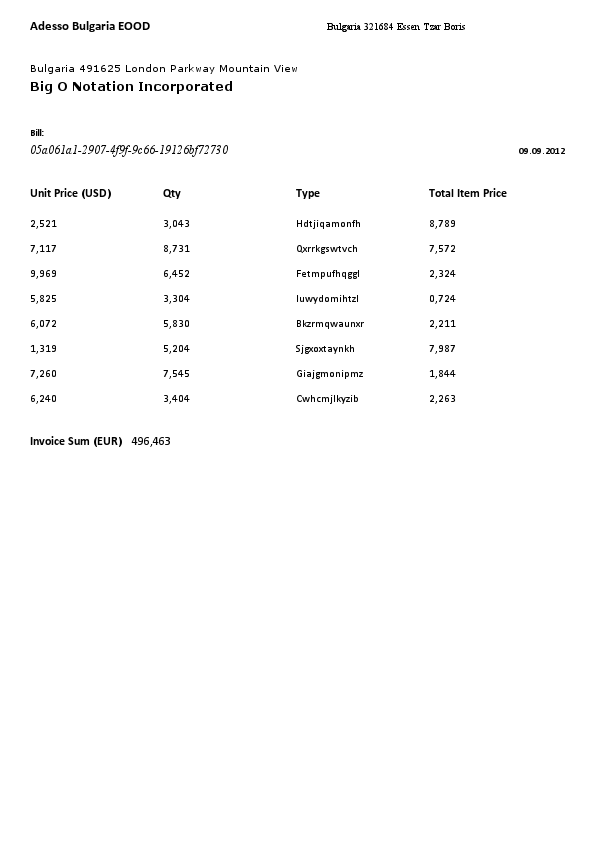 Adesso Bulgaria EOOD Bulgaria 321684 Essen Tzar Boris
Bulgaria 491625 London Parkway Mountain View
Big O Notation Incorporated
Bill:
05a061a1-2907-4f9f-9c66-19126bf72730 09.09.2012
Unit Price (USD) Qty Type Total Item Price
2,521 3,043 Hdtjiqamonfh 8,789
7,117 8,731 Qxrrkgswtvch 7,572
9,969 6,452 Fetmpufhqggl 2,324
5,825 3,304 Iuwydomihtzl 0,724
6,072 5,830 Bkzrmqwaunxr 2,211
1,319 5,204 Sjgxoxtaynkh 7,987
7,260 7,545 Giajgmonipmz 1,844
6,240 3,404 Cwhcmjlkyzib 2,263
Invoice Sum (EUR) 496,463